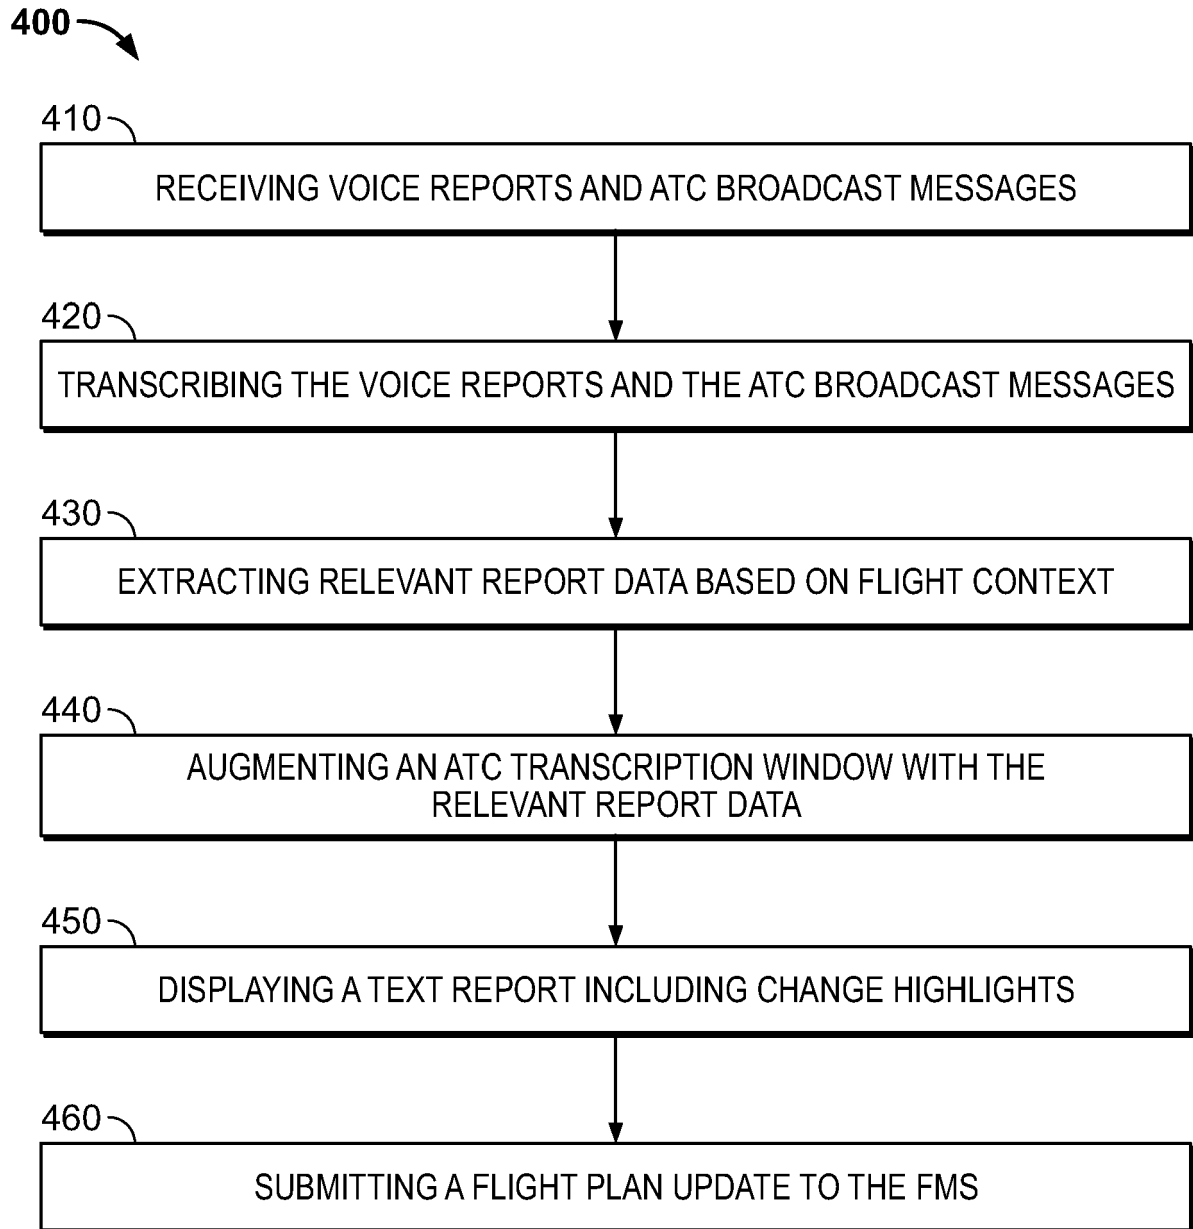 400
410
RECEIVING VOICE REPORTS AND ATC BROADCAST MESSAGES
420
TRANSCRIBING THE VOICE REPORTS AND THE ATC BROADCAST MESSAGES
430
EXTRACTING RELEVANT REPORT DATA BASED ON FLIGHT CONTEXT
440
AUGMENTING AN ATC TRANSCRIPTION WINDOW WITH THE
RELEVANT REPORT DATA
450
DISPLAYING A TEXT REPORT INCLUDING CHANGE HIGHLIGHTS
460
SUBMITTING A FLIGHT PLAN UPDATE TO THE FMS